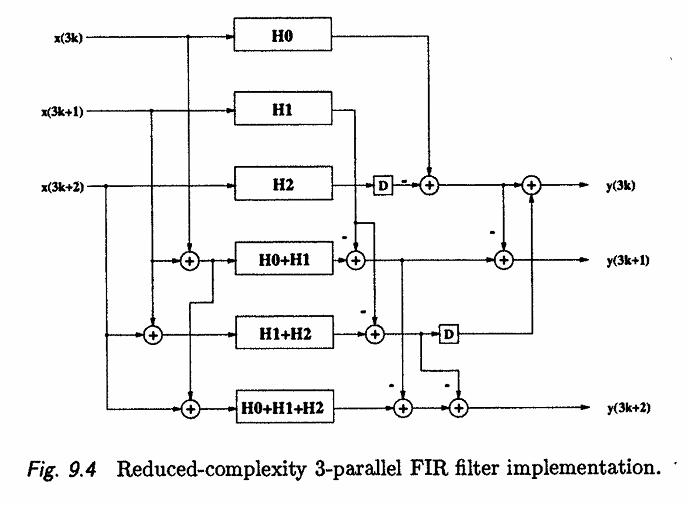 x(3k) H0
x(3k+1) H1
x(3k+2) H2 D - + + y(3k)
- -
+ H0+H1 + + y(3k+1)
-
+ H1+H2 + D
- -
+ H0+H1+H2 + + y(3k+2)
Fig. 9.4 Reduced-complexity 3-parallel FIR filter implementation.